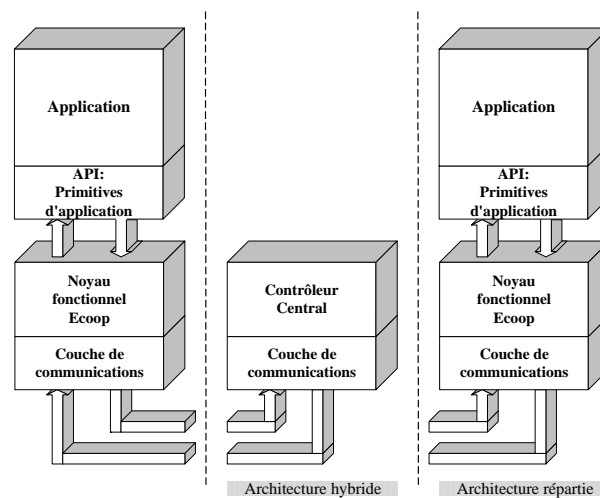 Application
API:
Primitives
d'application
Noyau
fonctionnel
Ecoop
Couche de
communications
Contrôleur
Central
Couche de
communications
Architecture hybride
Application
API:
Primitives
d'application
Noyau
fonctionnel
Ecoop
Couche de
communications
Architecture répartie